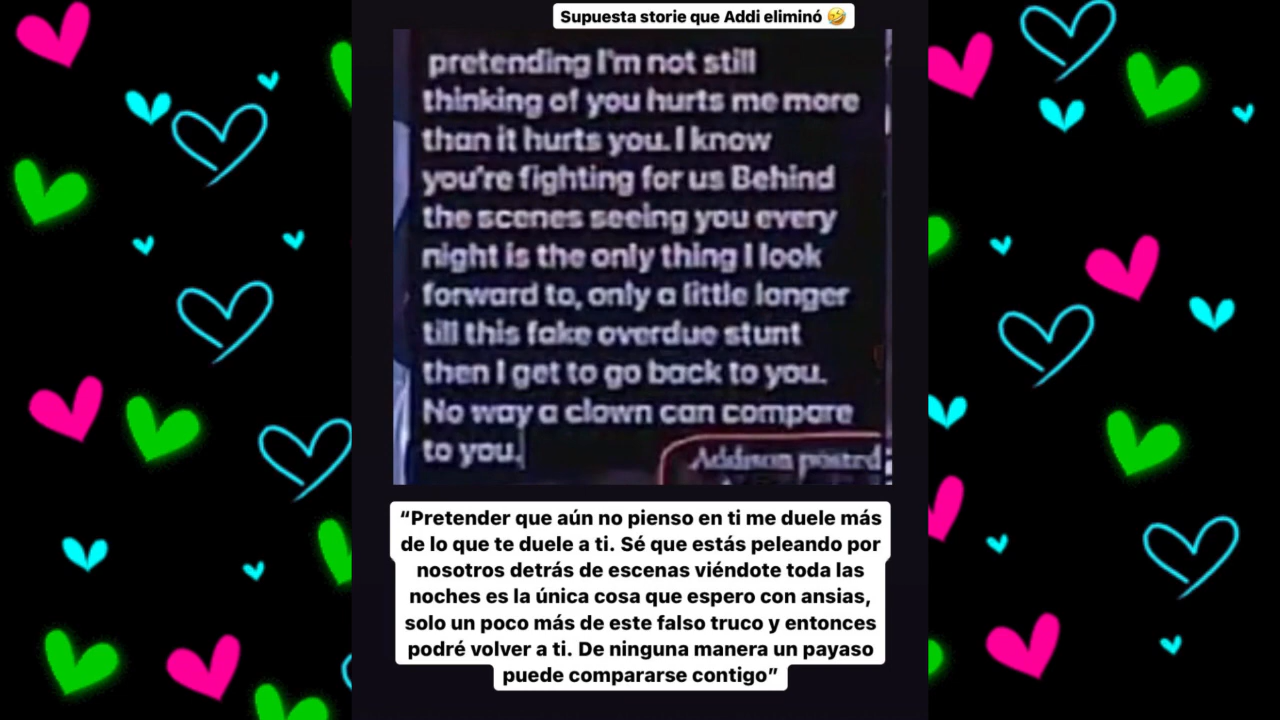 Supuesta storie que Addi eliminó 🤣
pretending I'm not still
thinking of you hurts me more
than it hurts you. I know
you're fighting for us Behind
the scenes seeing you every
night is the only thing I look
forward to, only a little longer
till this fake overdue stunt
then I get to go back to you.
No way a clown can compare
to you.
Addison posted
“Pretender que aún no pienso en ti me duele más
de lo que te duele a ti. Sé que estás peleando por
nosotros detrás de escenas viéndote toda las
noches es la única cosa que espero con ansias,
solo un poco más de este falso truco y entonces
podré volver a ti. De ninguna manera un payaso
puede compararse contigo”